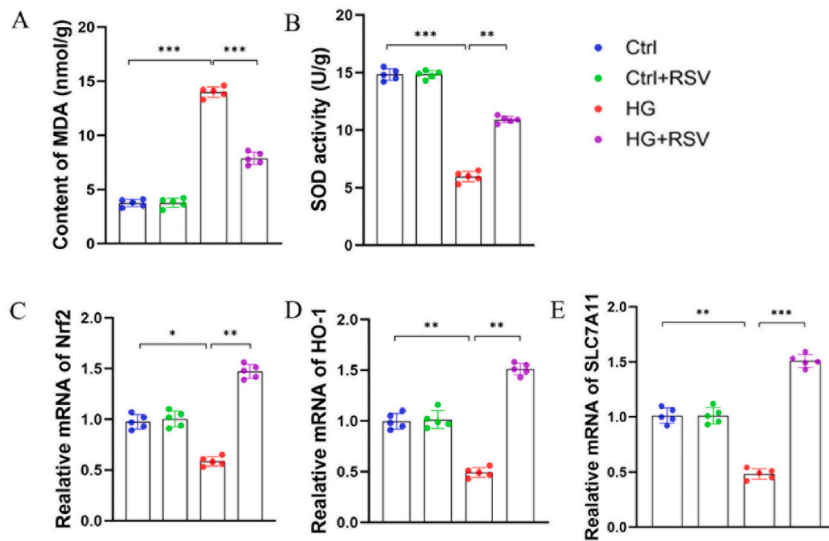 A
Content of MDA (nmol/g)
20
15
10
5
0
***
***
B
SOD activity (U/g)
20
15
10
5
0
***
**
Ctrl
Ctrl+RSV
HG
HG+RSV
C
Realative mRNA of Nrf2
2.0
1.5
1.0
0.5
0.0
*
**
D
Realative mRNA of HO-1
2.0
1.5
1.0
0.5
0.0
**
**
E
Realative mRNA of SLC7A11
2.0
1.5
1.0
0.5
0.0
**
***